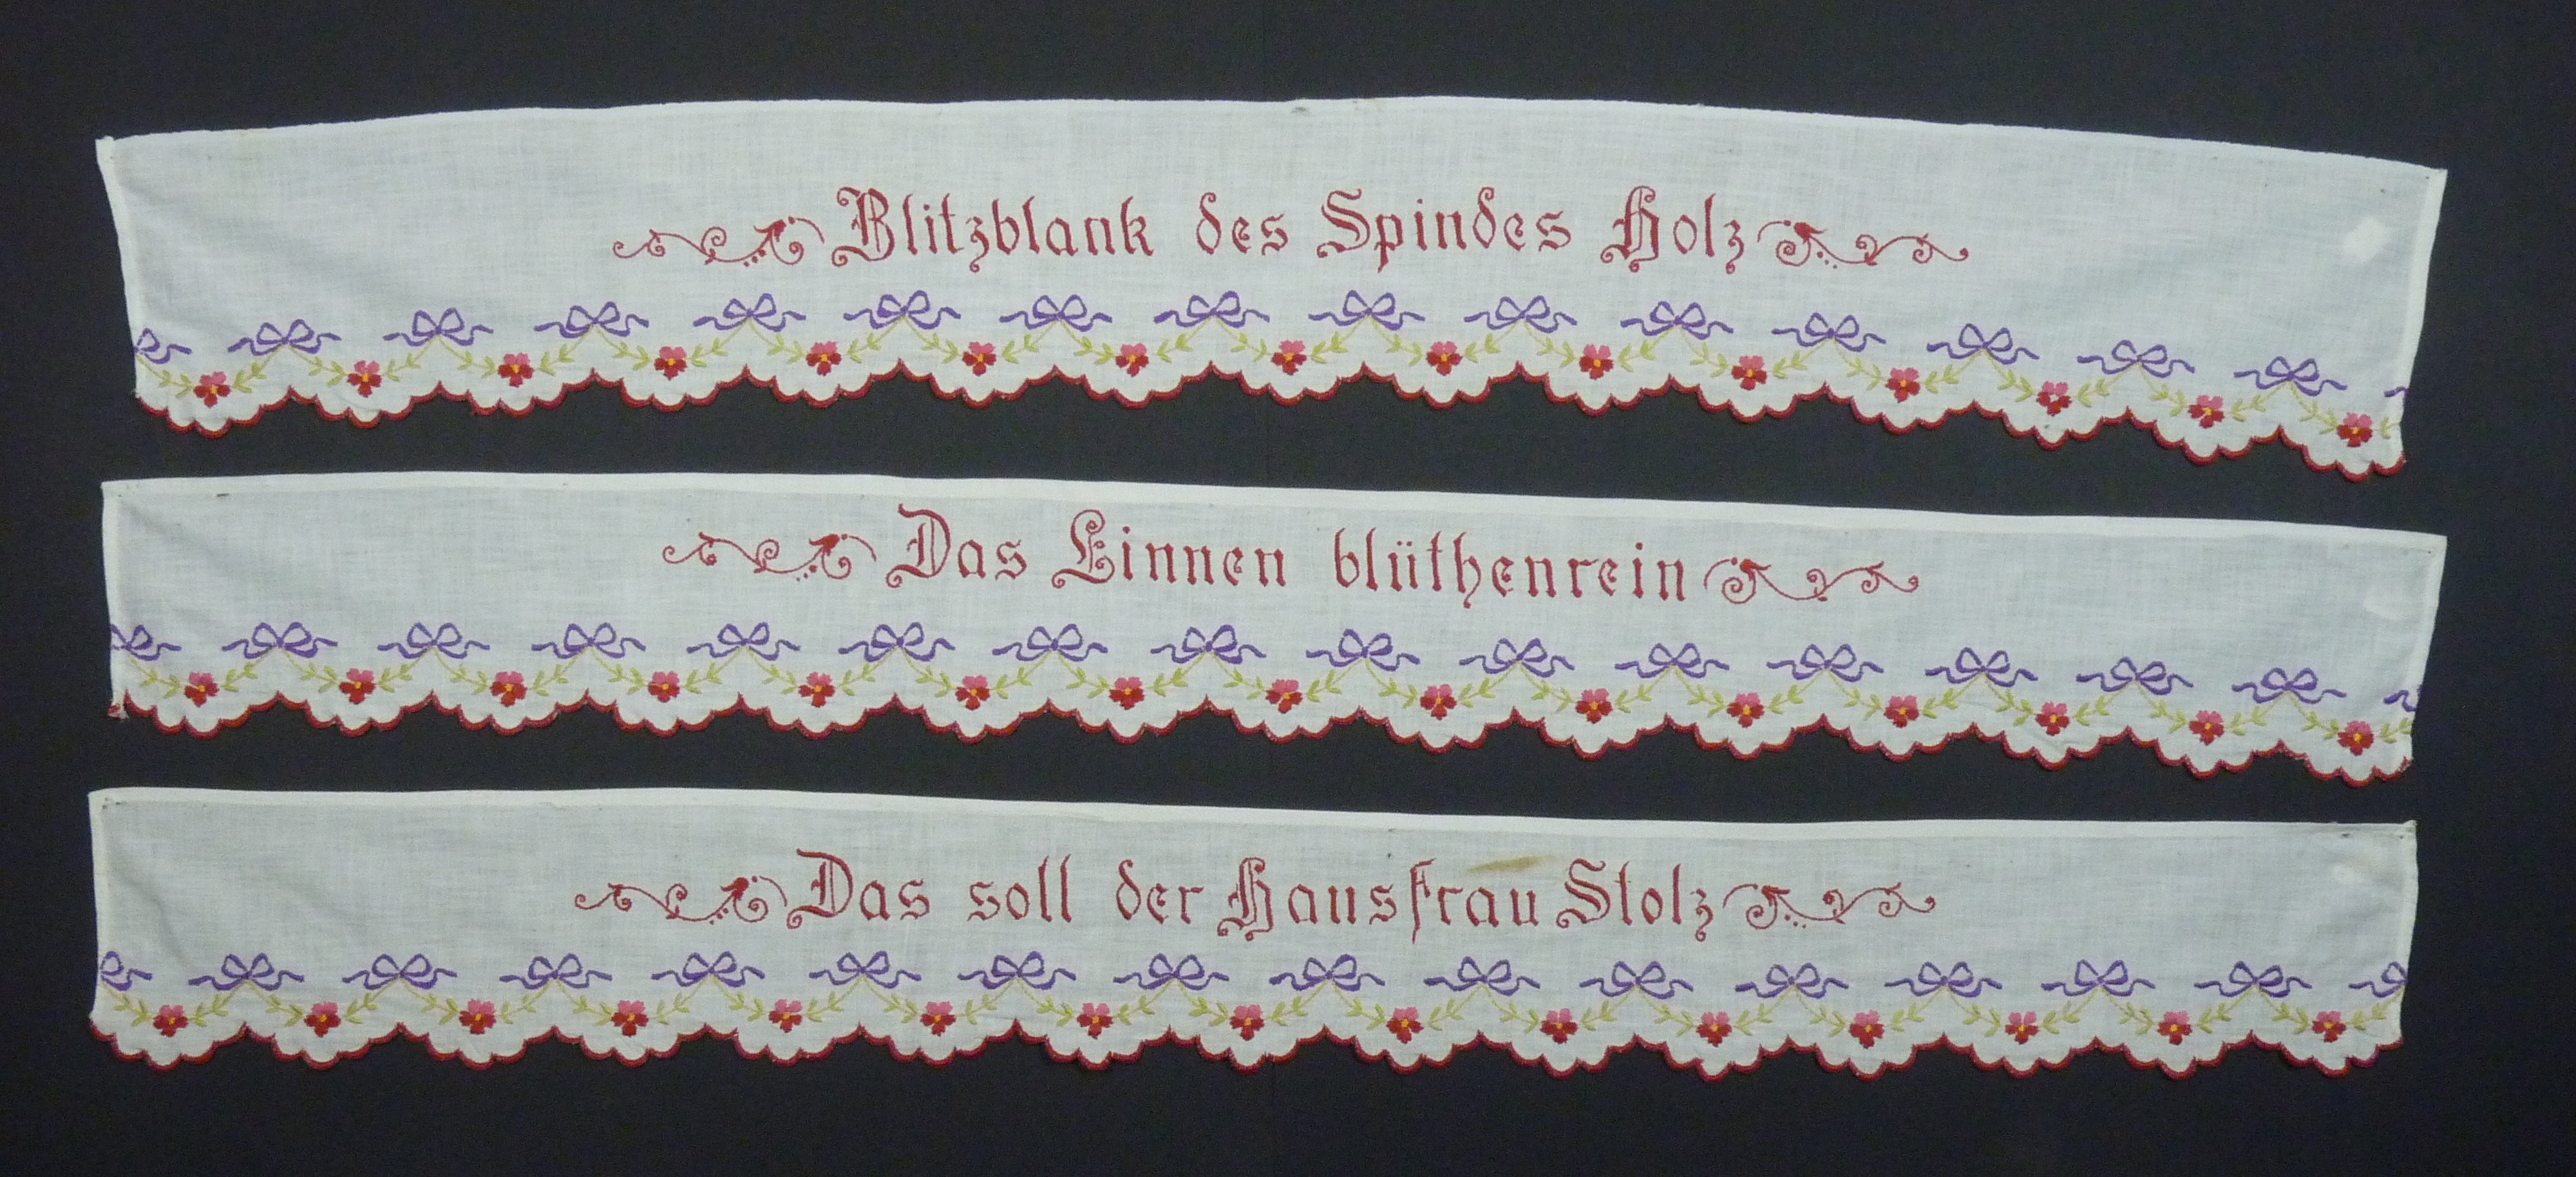 Blitzblank des Spindes Holz
Das Linnen blüthenrein
Das soll der Hausfrau Stolz